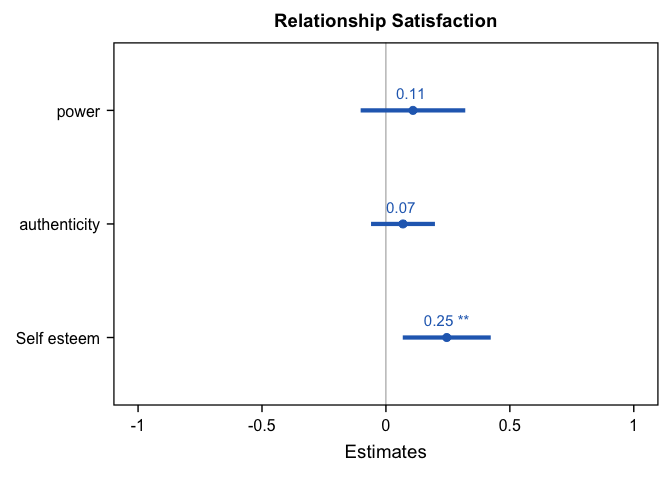 Relationship Satisfaction
power
0.11
authenticity
0.07
Self esteem
0.25 **
-1
-0.5
0
0.5
1
Estimates